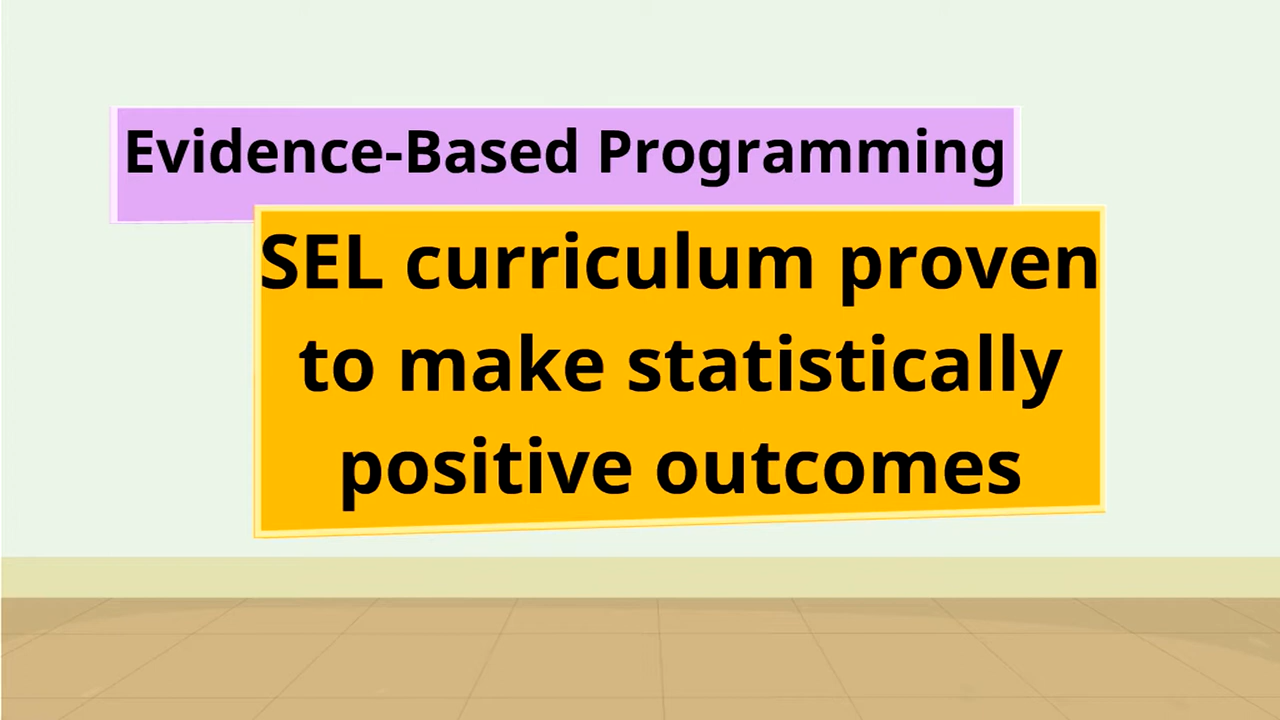 Evidence-Based Programming
SEL curriculum proven
to make statistically
positive outcomes